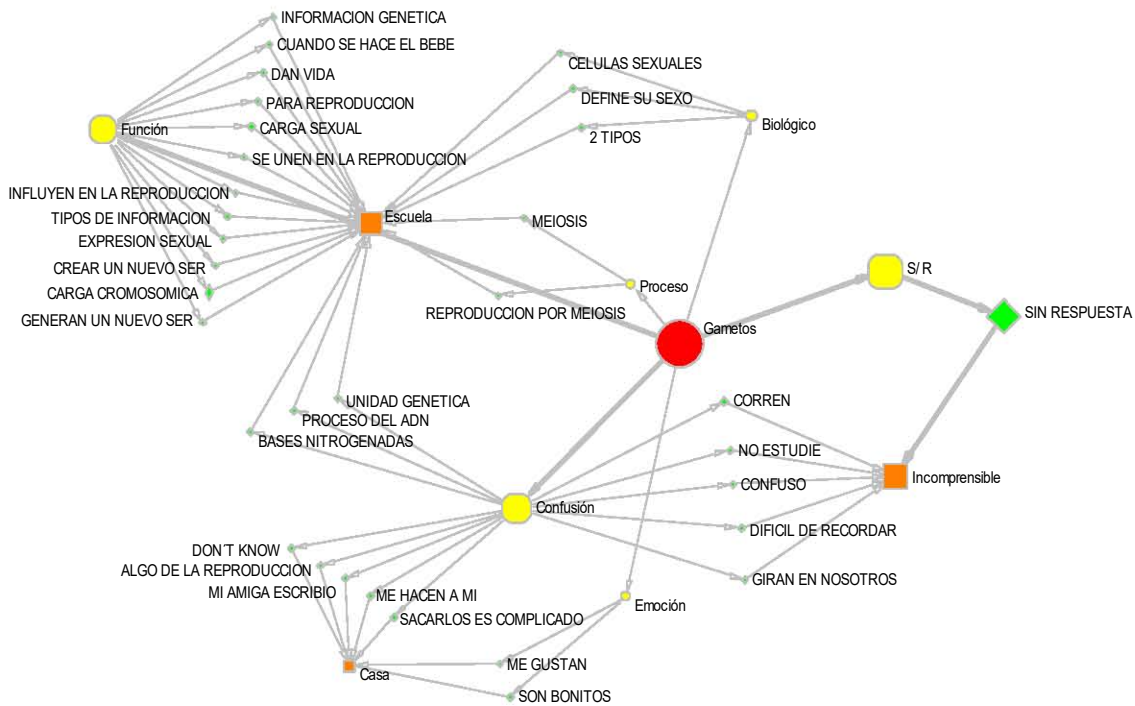 INFORMACION GENETICA
CUANDO SE HACE EL BEBE
DAN VIDA
PARA REPRODUCCION
Función
CARGA SEXUAL
SE UNEN EN LA REPRODUCCION
INFLUYEN EN LA REPRODUCCION
TIPOS DE INFORMACION
EXPRESION SEXUAL
CREAR UN NUEVO SER
CARGA CROMOSOMICA
GENERAN UN NUEVO SER
Escuela
CELULAS SEXUALES
DEFINE SU SEXO
2 TIPOS
Biológico
MEIOSIS
Proceso
REPRODUCCION POR MEIOSIS
Gametos
S/ R
SIN RESPUESTA
UNIDAD GENETICA
PROCESO DEL ADN
BASES NITROGENADAS
CORREN
NO ESTUDIE
CONFUSO
DIFICIL DE RECORDAR
GIRAN EN NOSOTROS
Incomprensible
Confusión
DON´T KNOW
ALGO DE LA REPRODUCCION
MI AMIGA ESCRIBIO
ME HACEN A MI
SACARLOS ES COMPLICADO
Emoción
Casa
ME GUSTAN
SON BONITOS